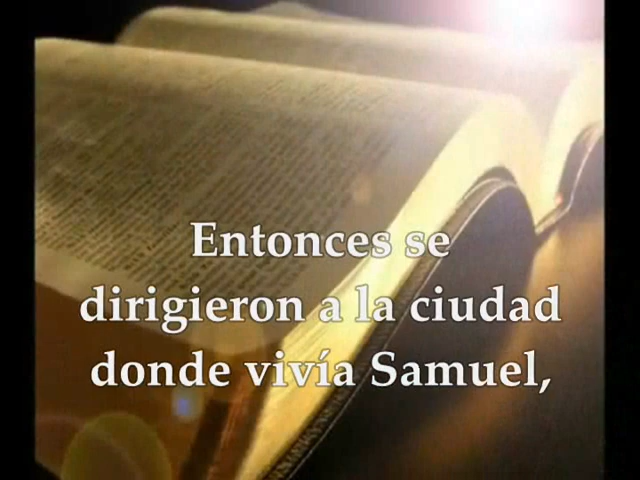 Entonces se
dirigieron a la ciudad
donde vivía Samuel,